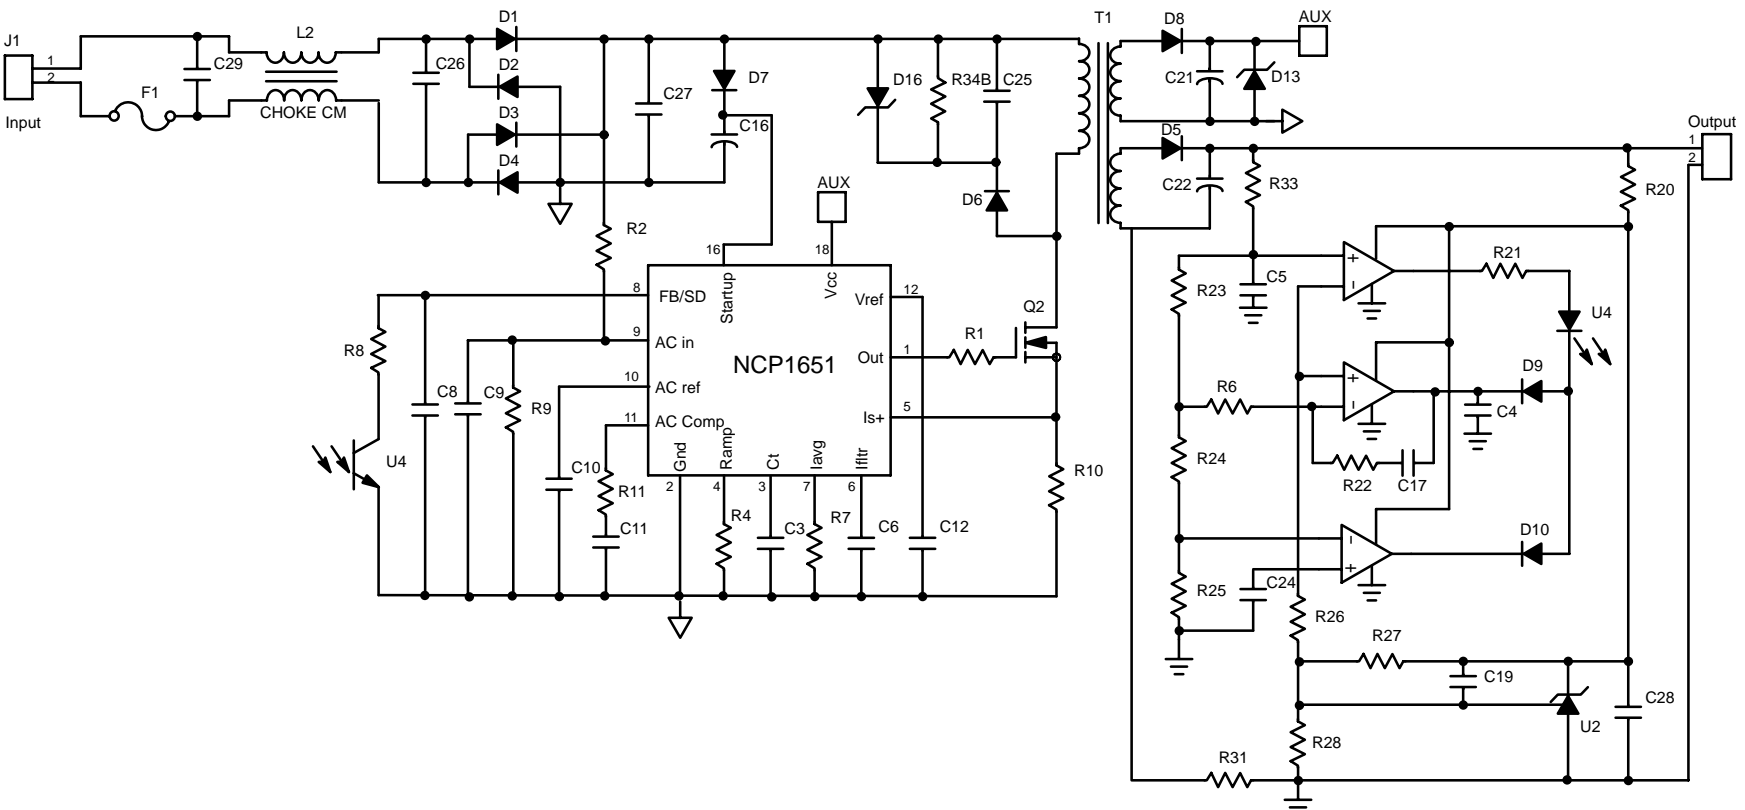 J1
1
2
Input
F1
C29
L2
CHOKE CM
C26
D1
D2
D3
D4
C27
D7
C16
R2
AUX
D16
R34B
C25
D6
T1
D8
AUX
C21
D13
D5
C22
R33
Output
1
2
R20
16
18
Startup
Vcc
8
FB/SD
9
AC in
10
AC ref
11
AC Comp
NCP1651
12
Vref
1
Out
5
Is+
Gnd
Ramp
Ct
Iavg
Ifltr
2
4
3
7
6
R1
Q2
R10
R8
U4
C8
C9
R9
C10
R11
C11
R4
C3
R7
C6
C12
R23
C5
+
-
R21
U4
R6
+
-
D9
C4
R24
R22
C17
-
+
D10
R25
C24
R26
R27
C19
U2
C28
R28
R31